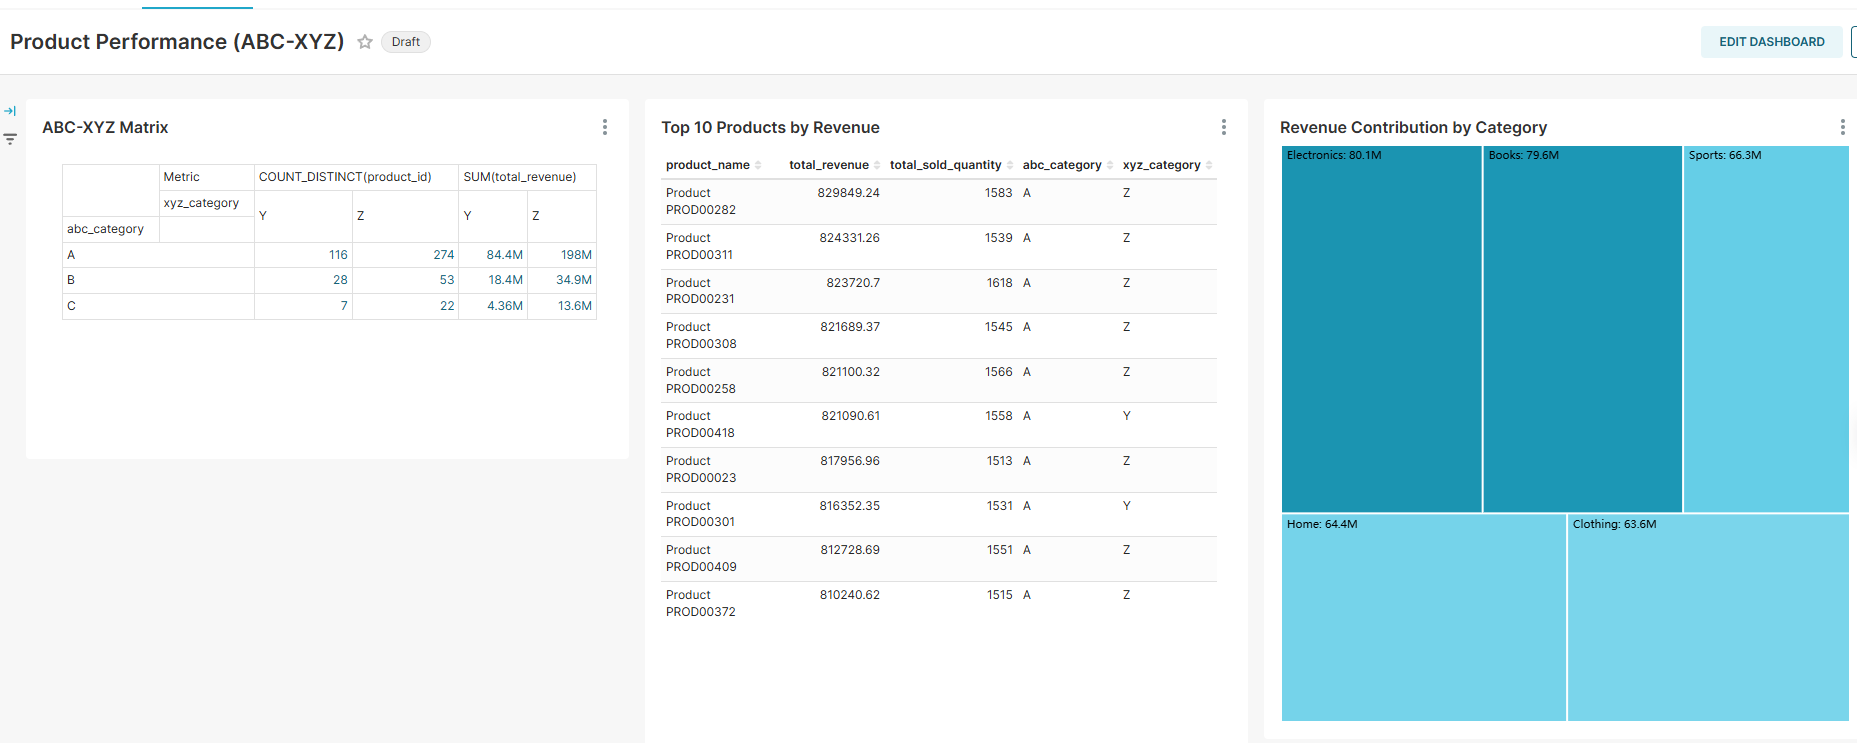 Product Performance (ABC-XYZ) Draft EDIT DASHBOARD
ABC-XYZ Matrix
Metric COUNT_DISTINCT(product_id) SUM(total_revenue)
xyz_category Y Z Y Z
abc_category
A 116 274 84.4M 198M
B 28 53 18.4M 34.9M
C 7 22 4.36M 13.6M
Top 10 Products by Revenue
product_name total_revenue total_sold_quantity abc_category xyz_category
Product 829849.24 1583 A Z
PROD00282
Product 824331.26 1539 A Z
PROD00311
Product 823720.7 1618 A Z
PROD00231
Product 821689.37 1545 A Z
PROD00308
Product 821100.32 1566 A Z
PROD00258
Product 821090.61 1558 A Y
PROD00418
Product 817956.96 1513 A Z
PROD00023
Product 816352.35 1531 A Y
PROD00301
Product 812728.69 1551 A Z
PROD00409
Product 810240.62 1515 A Z
PROD00372
Revenue Contribution by Category
Electronics: 80.1M Books: 79.6M Sports: 66.3M
Home: 64.4M Clothing: 63.6M